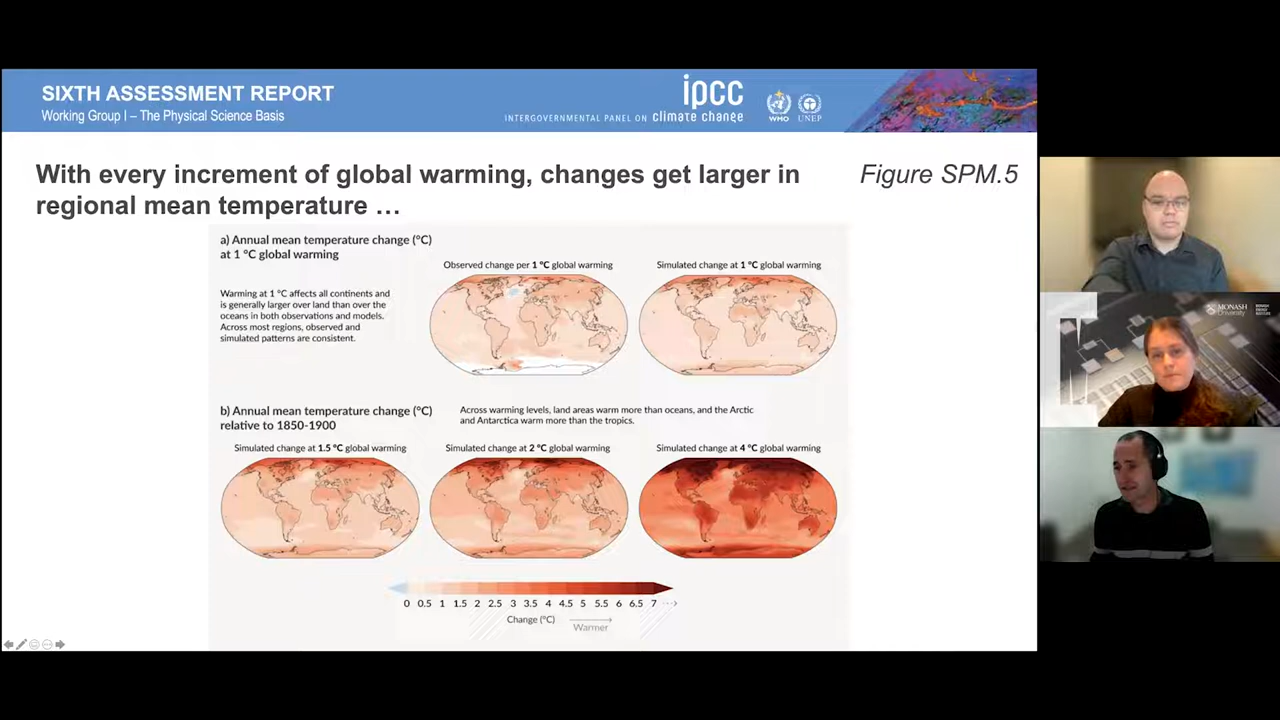 SIXTH ASSESSMENT REPORT
Working Group I – The Physical Science Basis
ipcc
INTERGOVERNMENTAL PANEL ON climate change
WMO
UNEP
With every increment of global warming, changes get larger in
regional mean temperature …
Figure SPM.5
a) Annual mean temperature change (°C)
at 1 °C global warming
Warming at 1 °C affects all continents and
is generally larger over land than over the
oceans in both observations and models.
Across most regions, observed and
simulated patterns are consistent.
Observed change per 1 °C global warming
Simulated change at 1 °C global warming
b) Annual mean temperature change (°C)
relative to 1850-1900
Across warming levels, land areas warm more than oceans, and the Arctic
and Antarctica warm more than the tropics.
Simulated change at 1.5 °C global warming
Simulated change at 2 °C global warming
Simulated change at 4 °C global warming
0 0.5 1 1.5 2 2.5 3 3.5 4 4.5 5 5.5 6 6.5 7
Change (°C)
Warmer
MONASH
University
MONASH
ENERGY
INSTITUTE